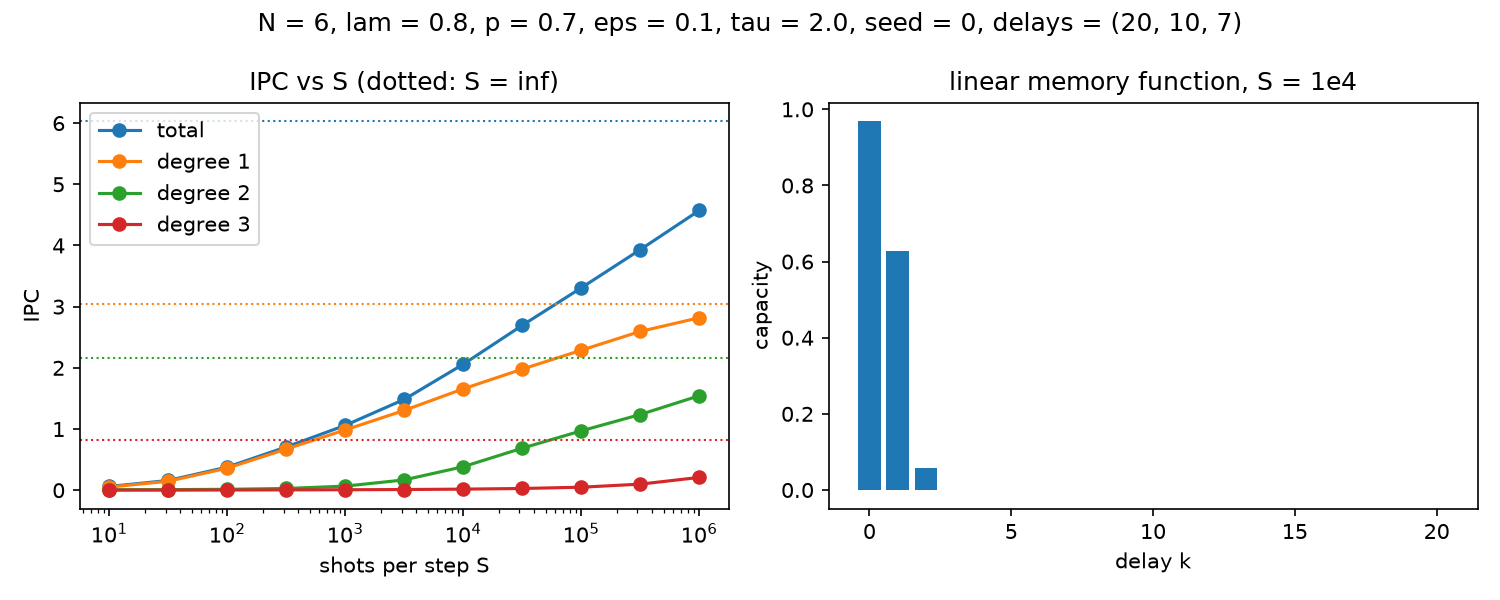 N = 6, lam = 0.8, p = 0.7, eps = 0.1, tau = 2.0, seed = 0, delays = (20, 10, 7)
IPC vs S (dotted: S = inf)
6
5
4
3
2
1
0
IPC
total
degree 1
degree 2
degree 3
10¹
10²
10³
10⁴
10⁵
10⁶
shots per step S
linear memory function, S = 1e4
1.0
0.8
0.6
0.4
0.2
0.0
capacity
0
5
10
15
20
delay k